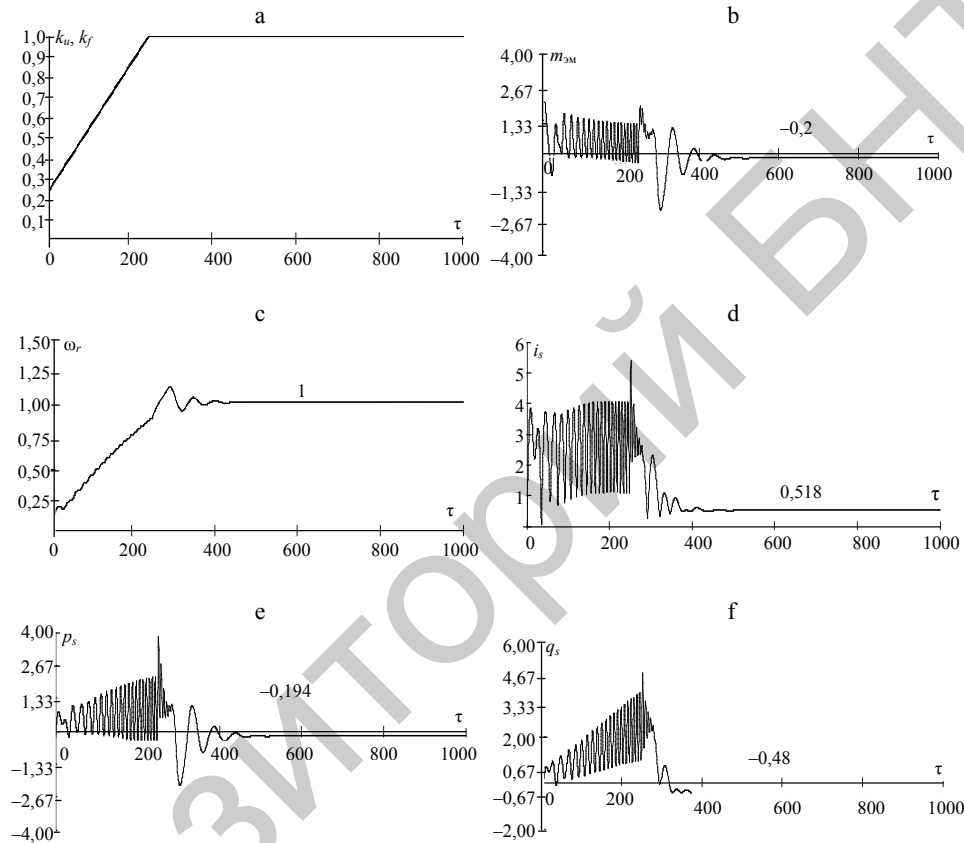 a
1,0 k_u, k_f
0,9
0,8
0,7
0,6
0,5
0,4
0,3
0,2
0,1
τ
0 200 400 600 800 1000
b
4,00 m_эм
2,67
1,33
–0,2 τ
0 200 400 600 800 1000
–1,33
–2,67
–4,00
c
1,50 ω_r
1,25
1
1,00
0,75
0,50
0,25
τ
0 200 400 600 800 1000
d
6 i_s
5
4
3
2
1
0,518 τ
0 200 400 600 800 1000
e
4,00 p_s
2,67
1,33
–0,194
τ
0 200 400 600 800 1000
–1,33
–2,67
–4,00
f
6,00 q_s
4,67
3,33
2,00
0,67
–0,48 τ
0 200 400 600 800 1000
–0,67
–2,00
зиторий БНТ